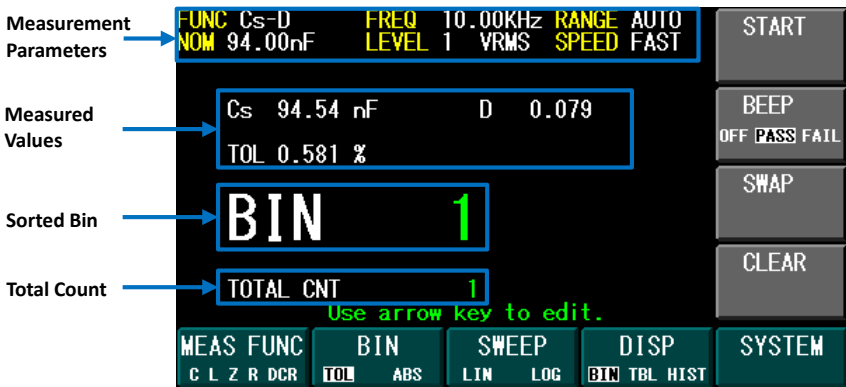 Measurement
Parameters
FUNC Cs-D FREQ 10.00KHz RANGE AUTO
NOM 94.00nF LEVEL 1 VRMS SPEED FAST
START
Measured
Values
Cs 94.54 nF D 0.079
TOL 0.581 %
BEEP
OFF PASS FAIL
Sorted Bin
BIN 1
SWAP
Total Count
TOTAL CNT 1
CLEAR
Use arrow key to edit.
MEAS FUNC BIN SWEEP DISP SYSTEM
C L Z R DCR TOL ABS LIN LOG BIN TBL HIST